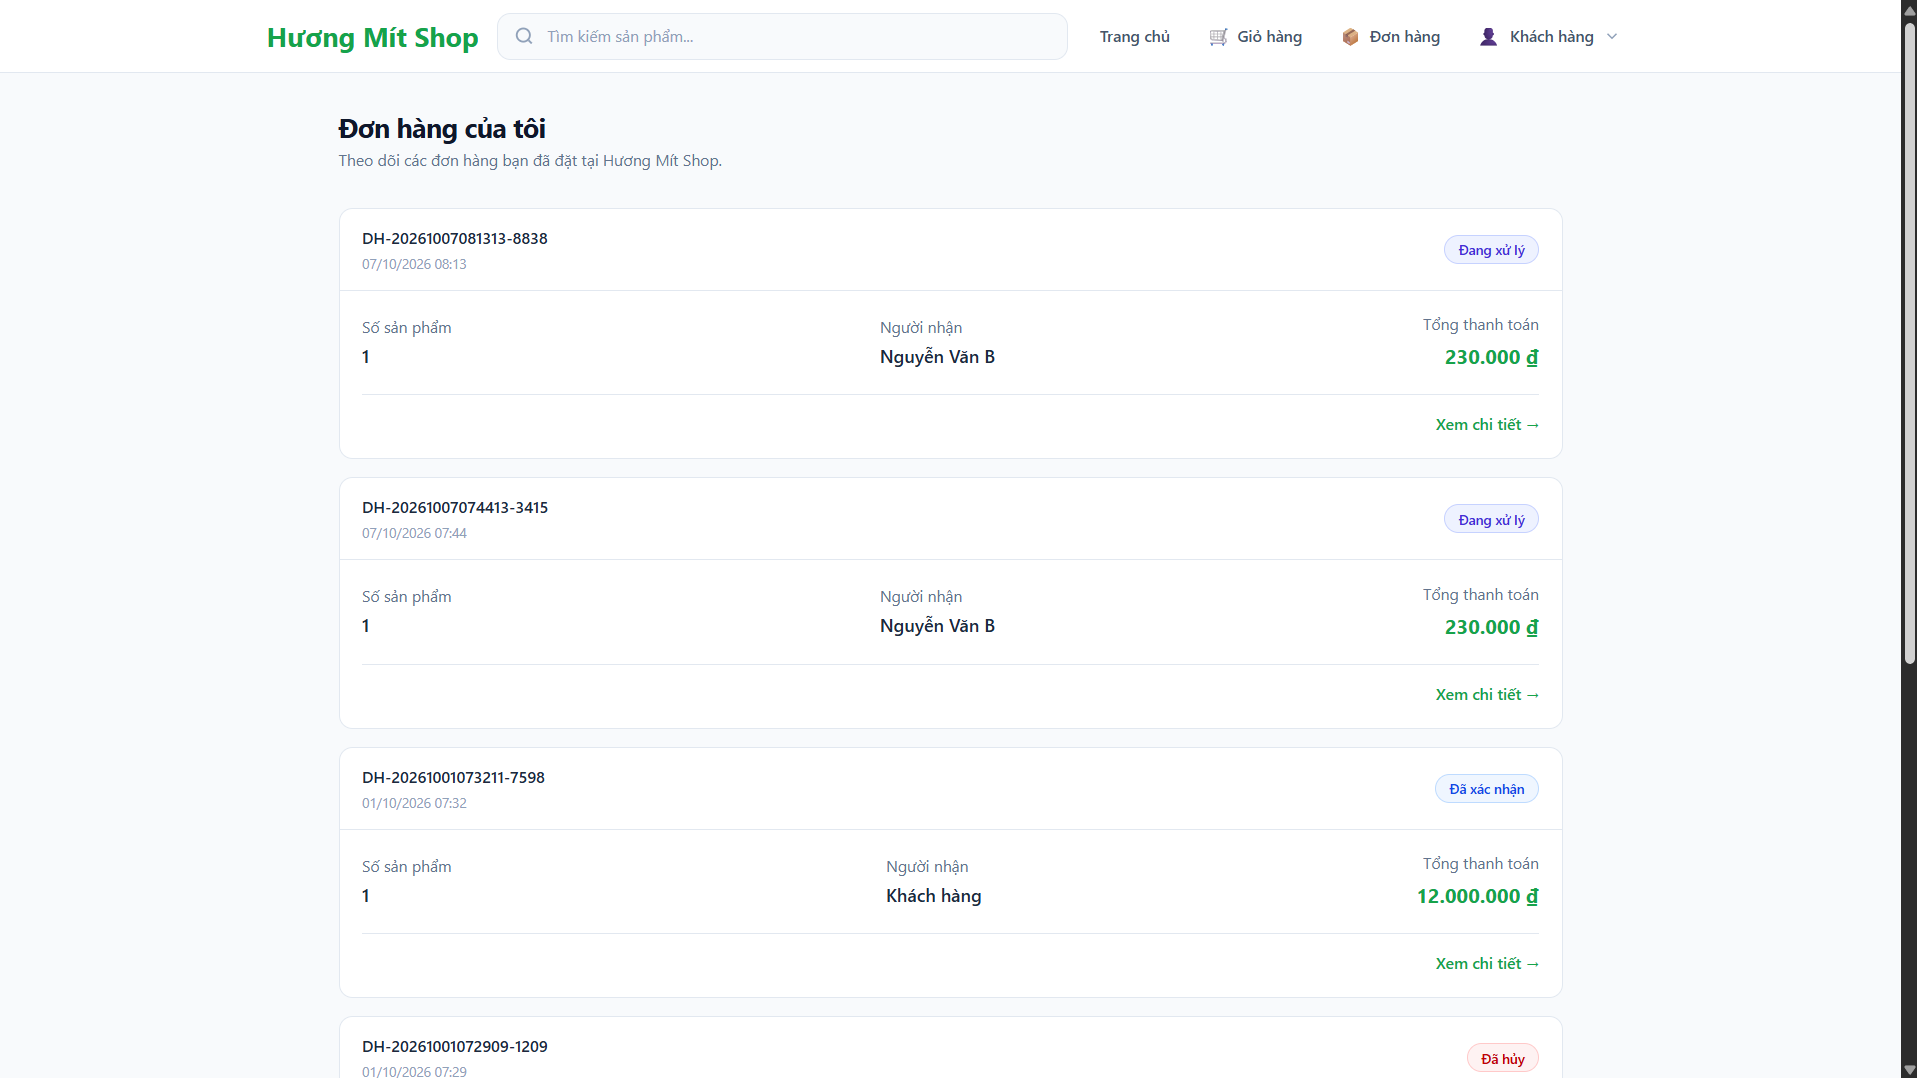 Hương Mít Shop
Tìm kiếm sản phẩm...
Trang chủ
Giỏ hàng
Đơn hàng
Khách hàng
Đơn hàng của tôi
Theo dõi các đơn hàng bạn đã đặt tại Hương Mít Shop.
DH-20261007081313-8838
07/10/2026 08:13
Đang xử lý
Số sản phẩm
1
Người nhận
Nguyễn Văn B
Tổng thanh toán
230.000 ₫
Xem chi tiết →
DH-20261007074413-3415
07/10/2026 07:44
Đang xử lý
Số sản phẩm
1
Người nhận
Nguyễn Văn B
Tổng thanh toán
230.000 ₫
Xem chi tiết →
DH-20261001073211-7598
01/10/2026 07:32
Đã xác nhận
Số sản phẩm
1
Người nhận
Khách hàng
Tổng thanh toán
12.000.000 ₫
Xem chi tiết →
DH-20261001072909-1209
01/10/2026 07:29
Đã hủy